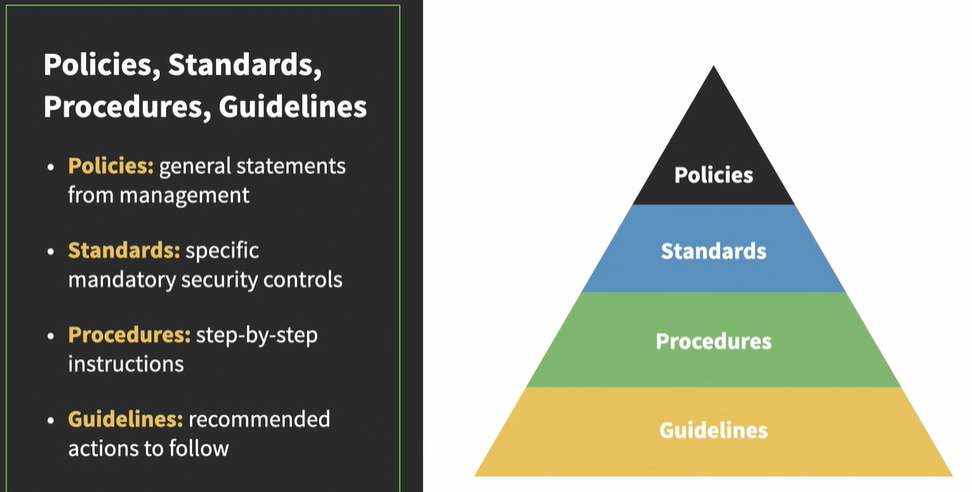 Policies, Standards,
Procedures, Guidelines
• Policies: general statements
from management
• Standards: specific
mandatory security controls
• Procedures: step-by-step
instructions
• Guidelines: recommended
actions to follow
Policies
Standards
Procedures
Guidelines